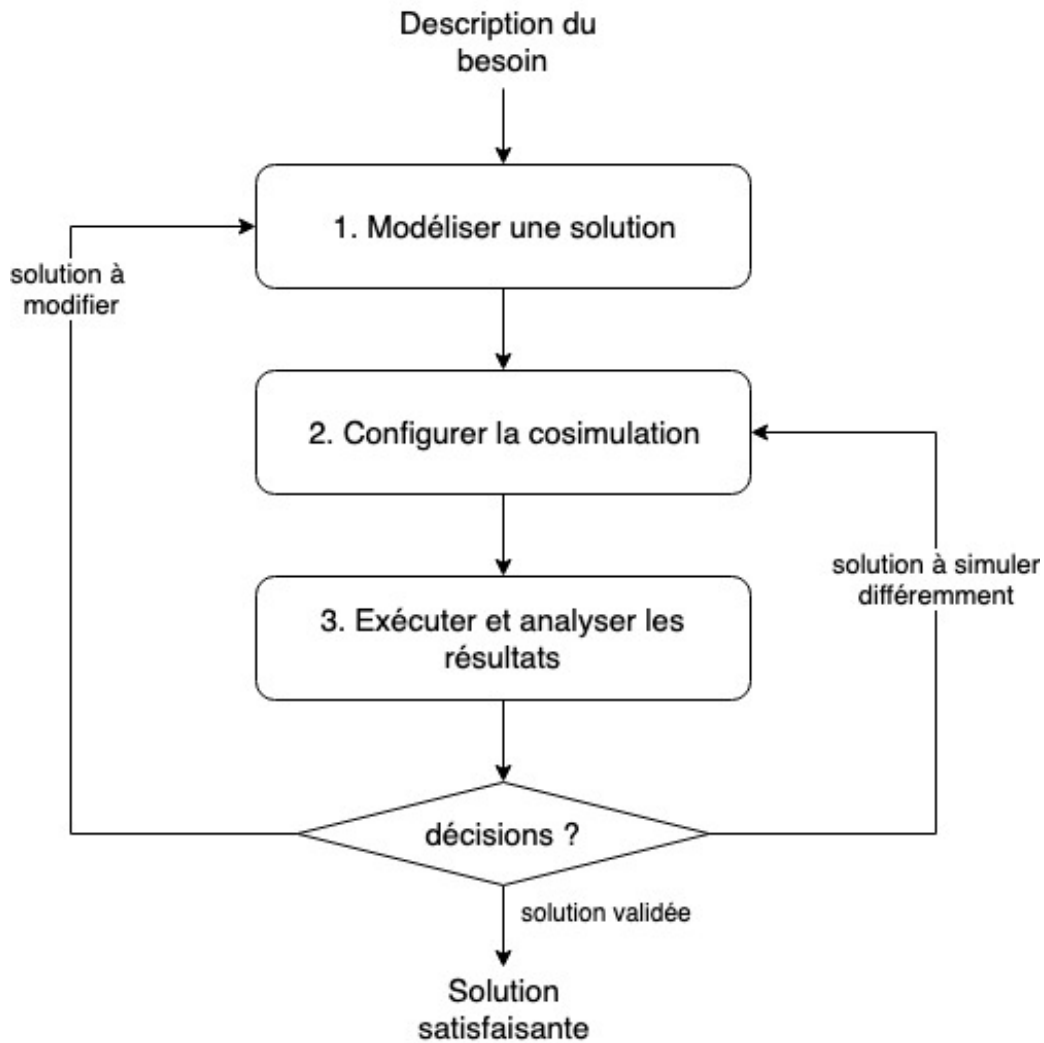 Description du
besoin
1. Modéliser une solution
solution à
modifier
2. Configurer la cosimulation
solution à simuler
différemment
3. Exécuter et analyser les
résultats
décisions ?
solution validée
Solution
satisfaisante